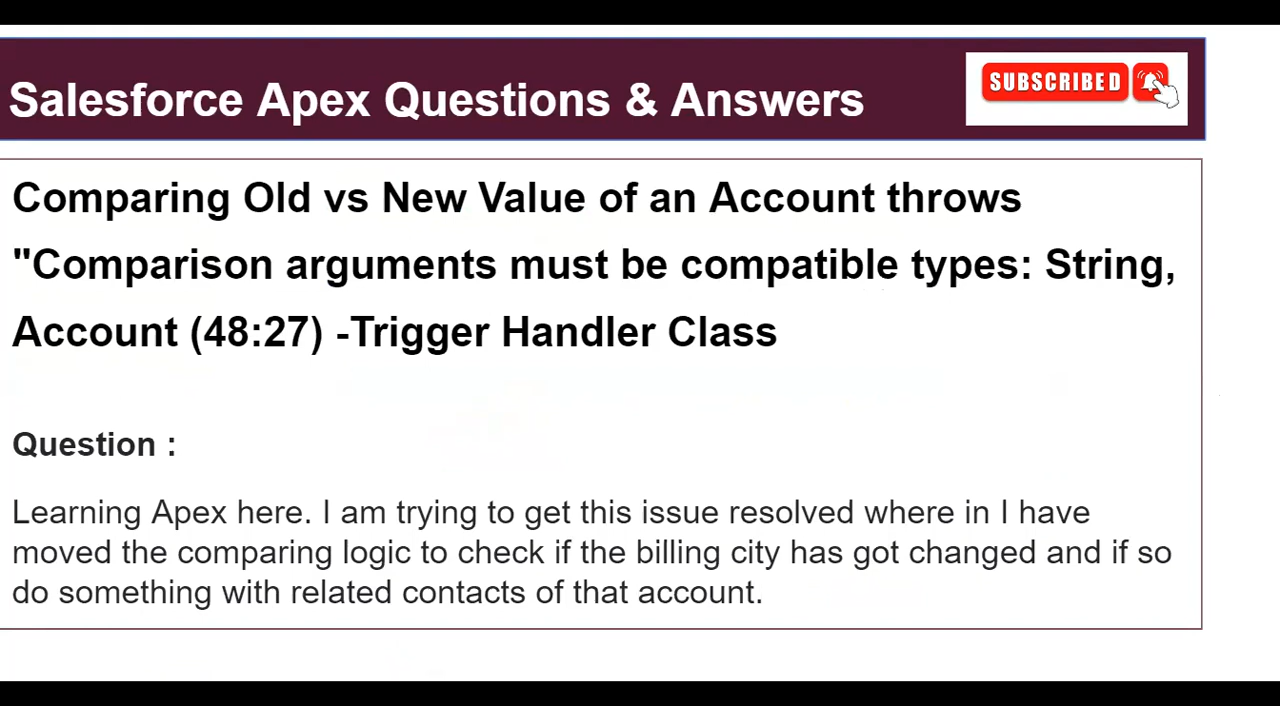 Salesforce Apex Questions & Answers
SUBSCRIBED
Comparing Old vs New Value of an Account throws
"Comparison arguments must be compatible types: String,
Account (48:27) -Trigger Handler Class
Question :
Learning Apex here. I am trying to get this issue resolved where in I have
moved the comparing logic to check if the billing city has got changed and if so
do something with related contacts of that account.